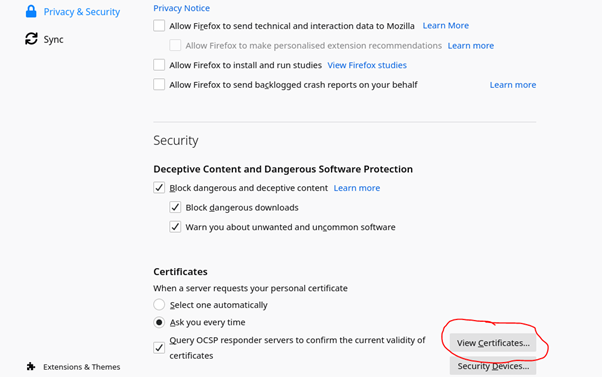 Privacy & Security
Sync
Privacy Notice
Allow Firefox to send technical and interaction data to Mozilla Learn More
Allow Firefox to make personalised extension recommendations Learn more
Allow Firefox to install and run studies View Firefox studies
Allow Firefox to send backlogged crash reports on your behalf Learn more
Security
Deceptive Content and Dangerous Software Protection
Block dangerous and deceptive content Learn more
Block dangerous downloads
Warn you about unwanted and uncommon software
Certificates
When a server requests your personal certificate
Select one automatically
Ask you every time
Query OCSP responder servers to confirm the current validity of
certificates
View Certificates...
Security Devices...
Extensions & Themes